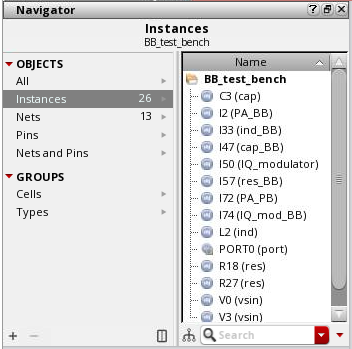 Navigator
Instances
BB_test_bench
OBJECTS
All
Instances 26
Nets 13
Pins
Nets and Pins
GROUPS
Cells
Types
Name
BB_test_bench
C3 (cap)
I2 (PA_BB)
I33 (ind_BB)
I47 (cap_BB)
I50 (IQ_modulator)
I57 (res_BB)
I72 (PA_PB)
I74 (IQ_mod_BB)
L2 (ind)
PORT0 (port)
R18 (res)
R27 (res)
V0 (vsin)
V3 (vsin)
Search